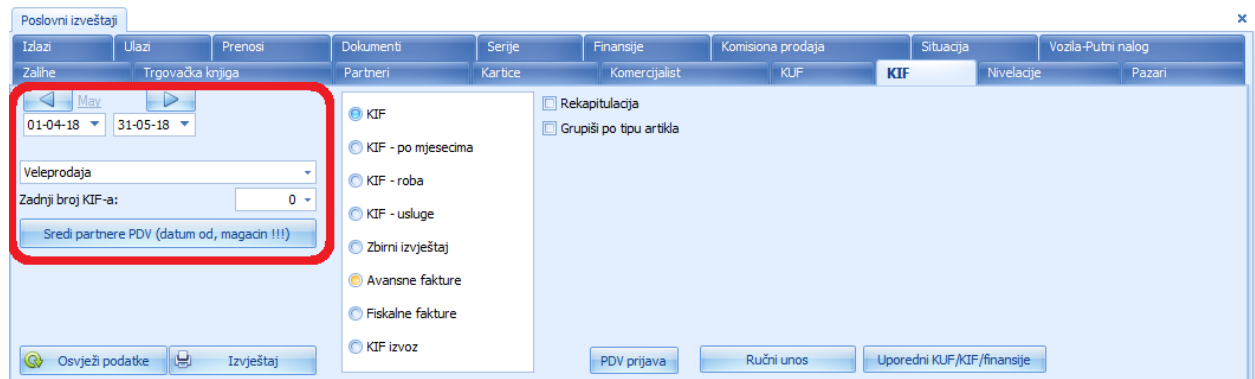 Poslovni izveštaji
Izlazi Ulazi Prenosi Dokumenti Serije Finansije Komisiona prodaja Situacija Vozila-Putni nalog
Zalihe Trgovačka knjiga Partneri Kartice Komercijalist KUF KIF Nivelacije Pazari
May
01-04-18 31-05-18
Veleprodaja
Zadnji broj KIF-a: 0
Sredi partnere PDV (datum od, magacin !!!)
KIF
KIF - po mjesecima
KIF - roba
KIF - usluge
Zbirni izvještaj
Avansne fakture
Fiskalne fakture
KIF izvoz
Rekapitulacija
Grupiši po tipu artikla
Osvježi podatke Izvještaj PDV prijava Ručni unos Uporedni KUF/KIF/finansije